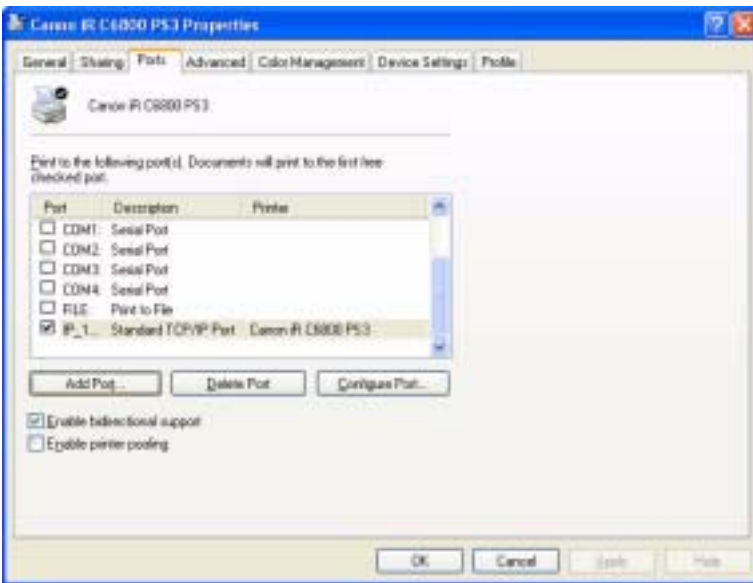 Canon iR C6800 PS3 Properties
General Sharing Ports Advanced Color Management Device Settings Profile
Canon iR C6800 PS3
Print to the following port(s). Documents will print to the first free
checked port.
Port Description Printer
COM1: Serial Port
COM2: Serial Port
COM3: Serial Port
COM4: Serial Port
FILE: Print to File
IP_1... Standard TCP/IP Port Canon iR C6800 PS3
Add Port... Delete Port Configure Port...
Enable bidirectional support
Enable printer pooling
OK Cancel Apply Help